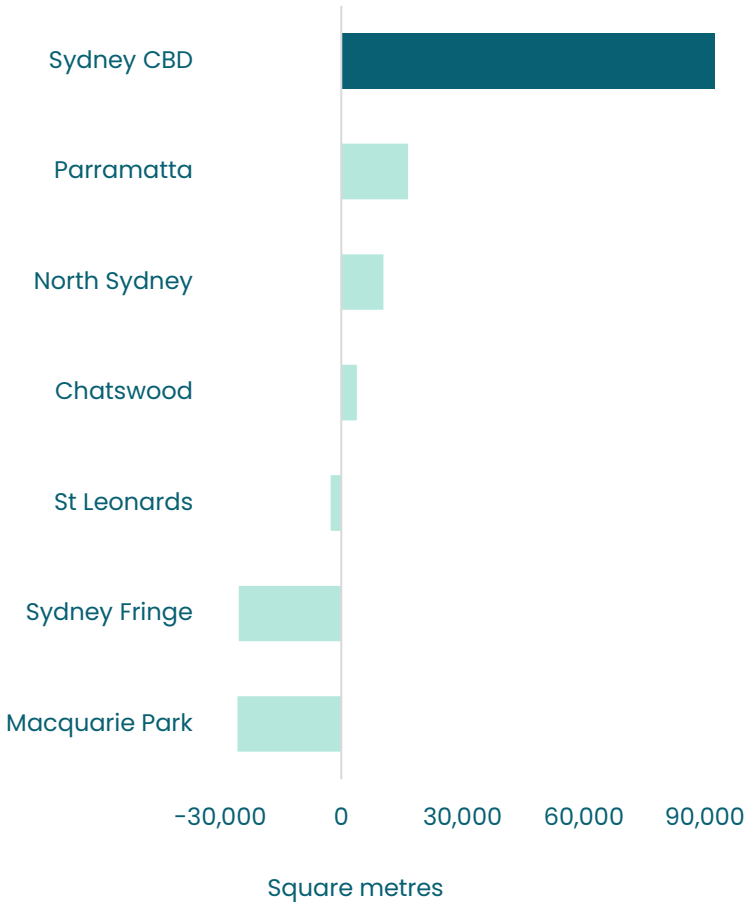 Sydney CBD
Parramatta
North Sydney
Chatswood
St Leonards
Sydney Fringe
Macquarie Park
-30,000 0 30,000 60,000 90,000
Square metres